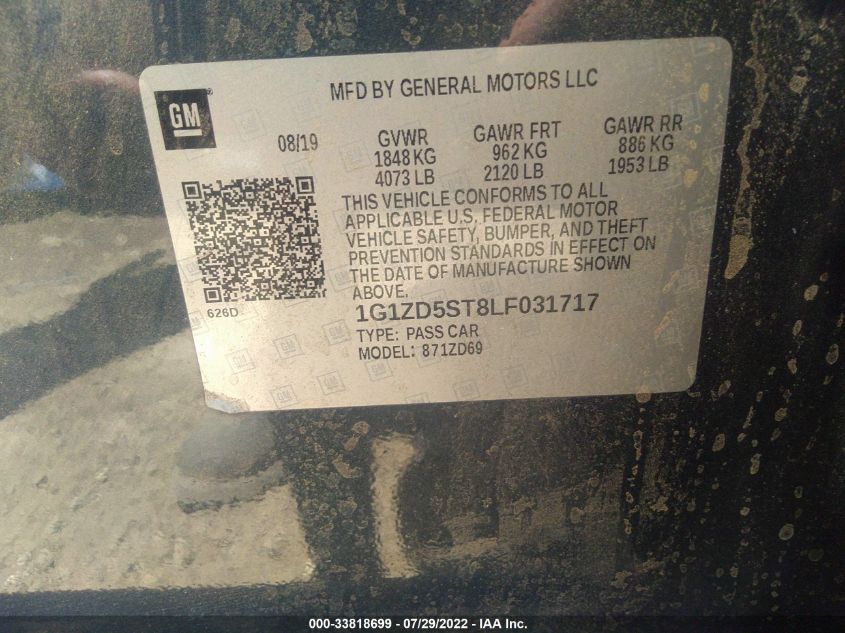 MFD BY GENERAL MOTORS LLC
GM®
08/19
GVWR GAWR FRT GAWR RR
1848 KG 962 KG 886 KG
4073 LB 2120 LB 1953 LB
THIS VEHICLE CONFORMS TO ALL
APPLICABLE U.S. FEDERAL MOTOR
VEHICLE SAFETY, BUMPER, AND THEFT
PREVENTION STANDARDS IN EFFECT ON
THE DATE OF MANUFACTURE SHOWN
ABOVE.
626D
1G1ZD5ST8LF031717
TYPE: PASS CAR
MODEL: 871ZD69
000-33818699 - 07/29/2022 - IAA Inc.